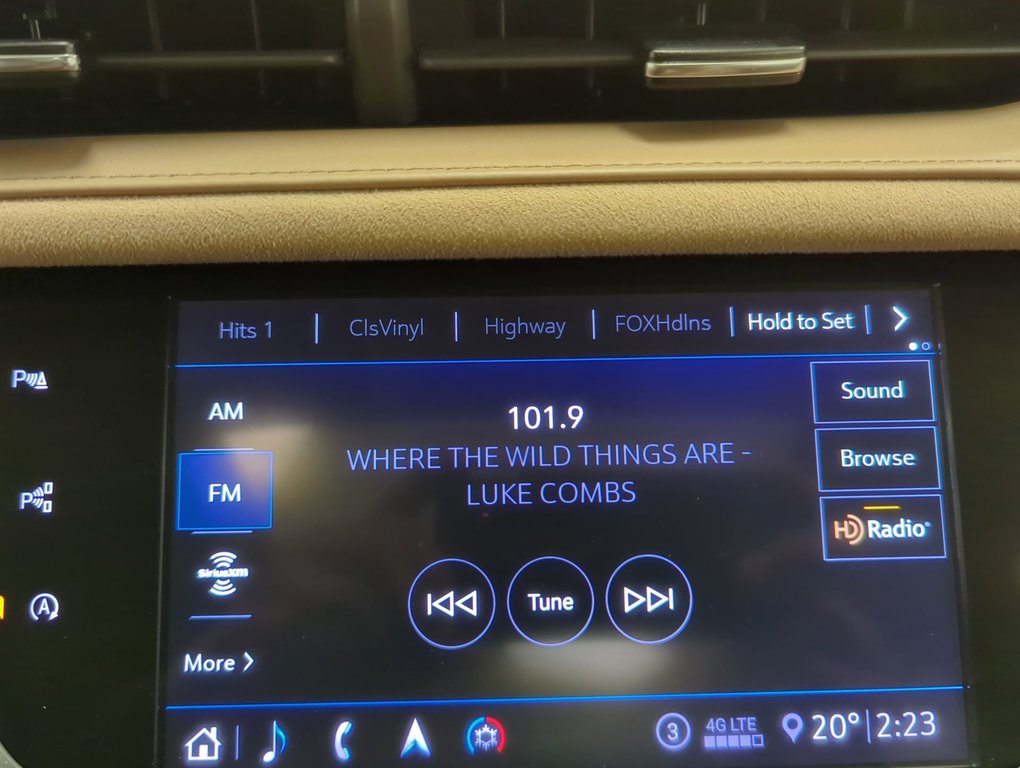 Hits 1 ClsVinyl Highway FOXHdlns Hold to Set
AM
FM
SiriusXM
More
101.9
WHERE THE WILD THINGS ARE -
LUKE COMBS
Tune
Sound
Browse
HD Radio®
P
P
A
3 4G LTE 20° 2:23